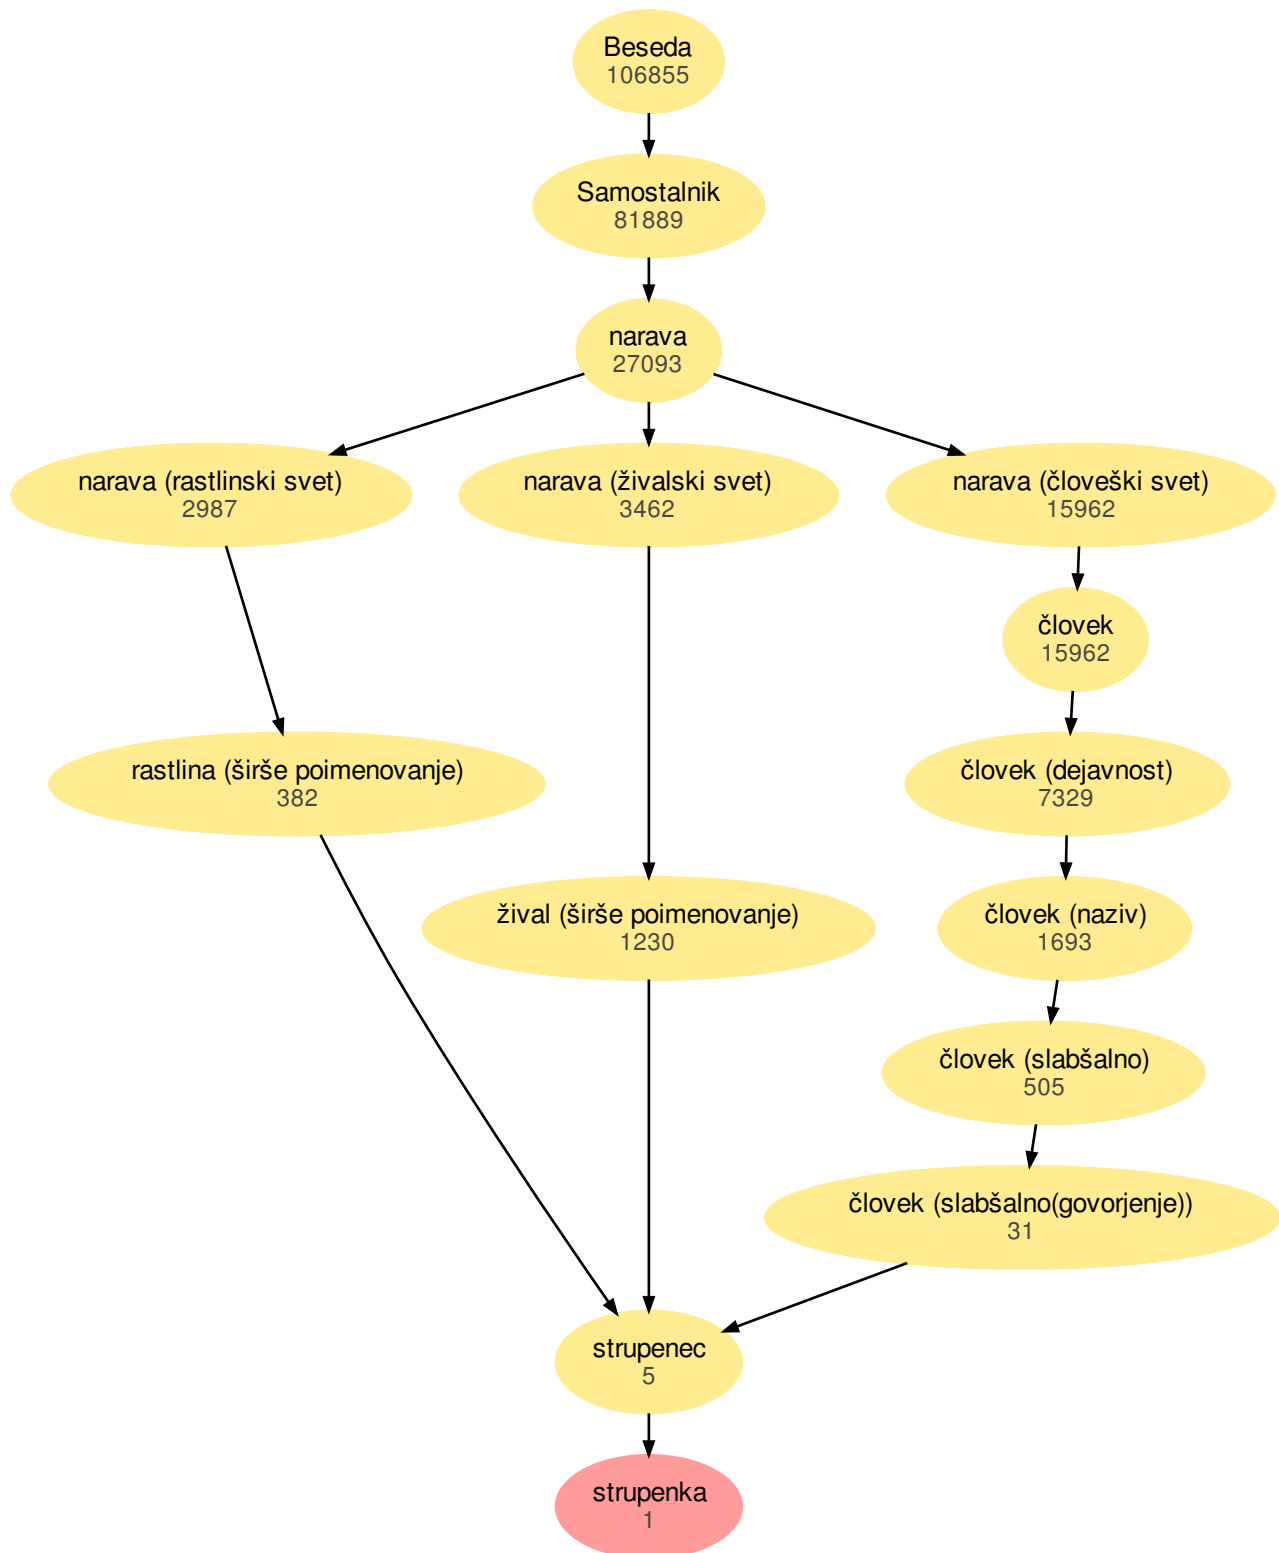 Beseda
106855
Samostalnik
81889
narava
27093
narava (rastlinski svet)
2987
narava (živalski svet)
3462
narava (človeški svet)
15962
človek
15962
rastlina (širše poimenovanje)
382
človek (dejavnost)
7329
žival (širše poimenovanje)
1230
človek (naziv)
1693
človek (slabšalno)
505
človek (slabšalno(govorjenje))
31
strupenec
5
strupenka
1